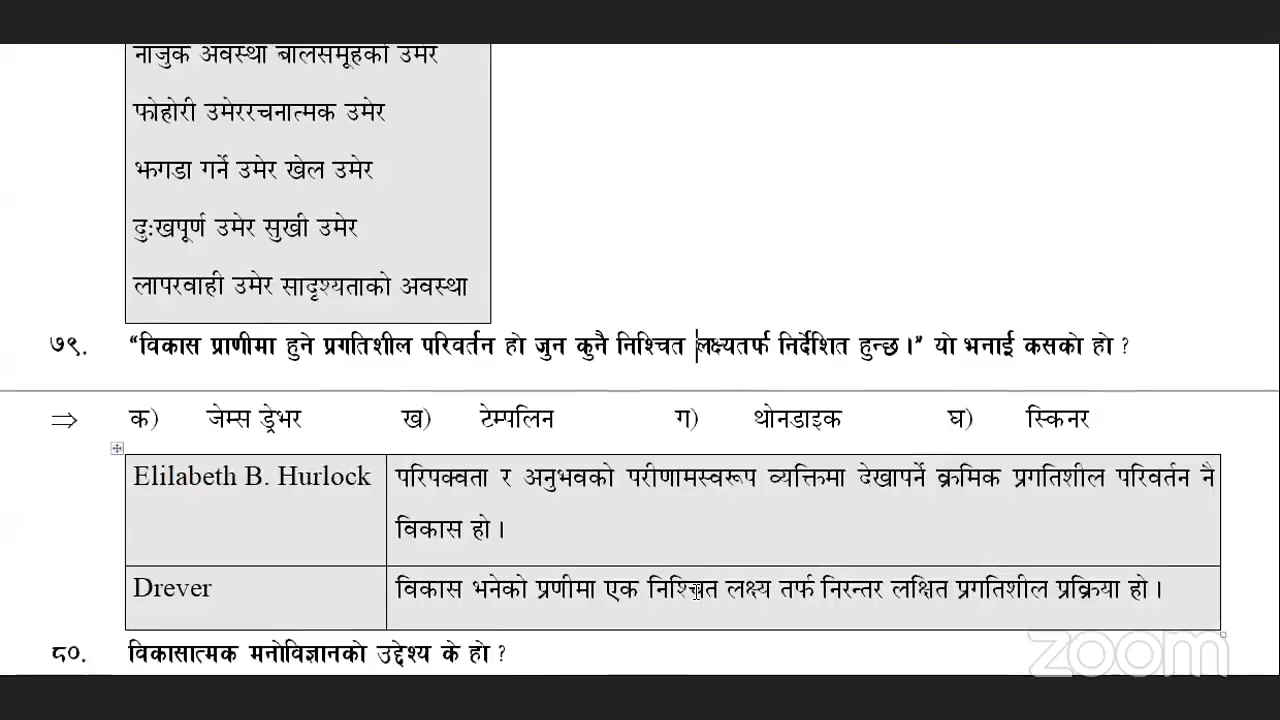 नाजुक अवस्था बालसमूहको उमेर
फोहोरी उमेररचनात्मक उमेर
झगडा गर्ने उमेर खेल उमेर
दुःखपूर्ण उमेर सुखी उमेर
लापरवाही उमेर सादृश्यताको अवस्था
७९. “विकास प्राणीमा हुने प्रगतिशील परिवर्तन हो जुन कुनै निश्चित लक्ष्यतर्फ निर्देशित हुन्छ।” यो भनाई कसको हो ?
⇒ क) जेम्स ड्रेभर ख) टेम्पलिन ग) थोनडाइक घ) स्किनर
Elilabeth B. Hurlock परिपक्वता र अनुभवको परीणामस्वरूप व्यक्तिमा देखापर्ने क्रमिक प्रगतिशील परिवर्तन नै
विकास हो ।
Drever विकास भनेको प्रणीमा एक निश्चित लक्ष्य तर्फ निरन्तर लक्षित प्रगतिशील प्रक्रिया हो ।
८०. विकासात्मक मनोविज्ञानको उद्देश्य के हो ?
zoom